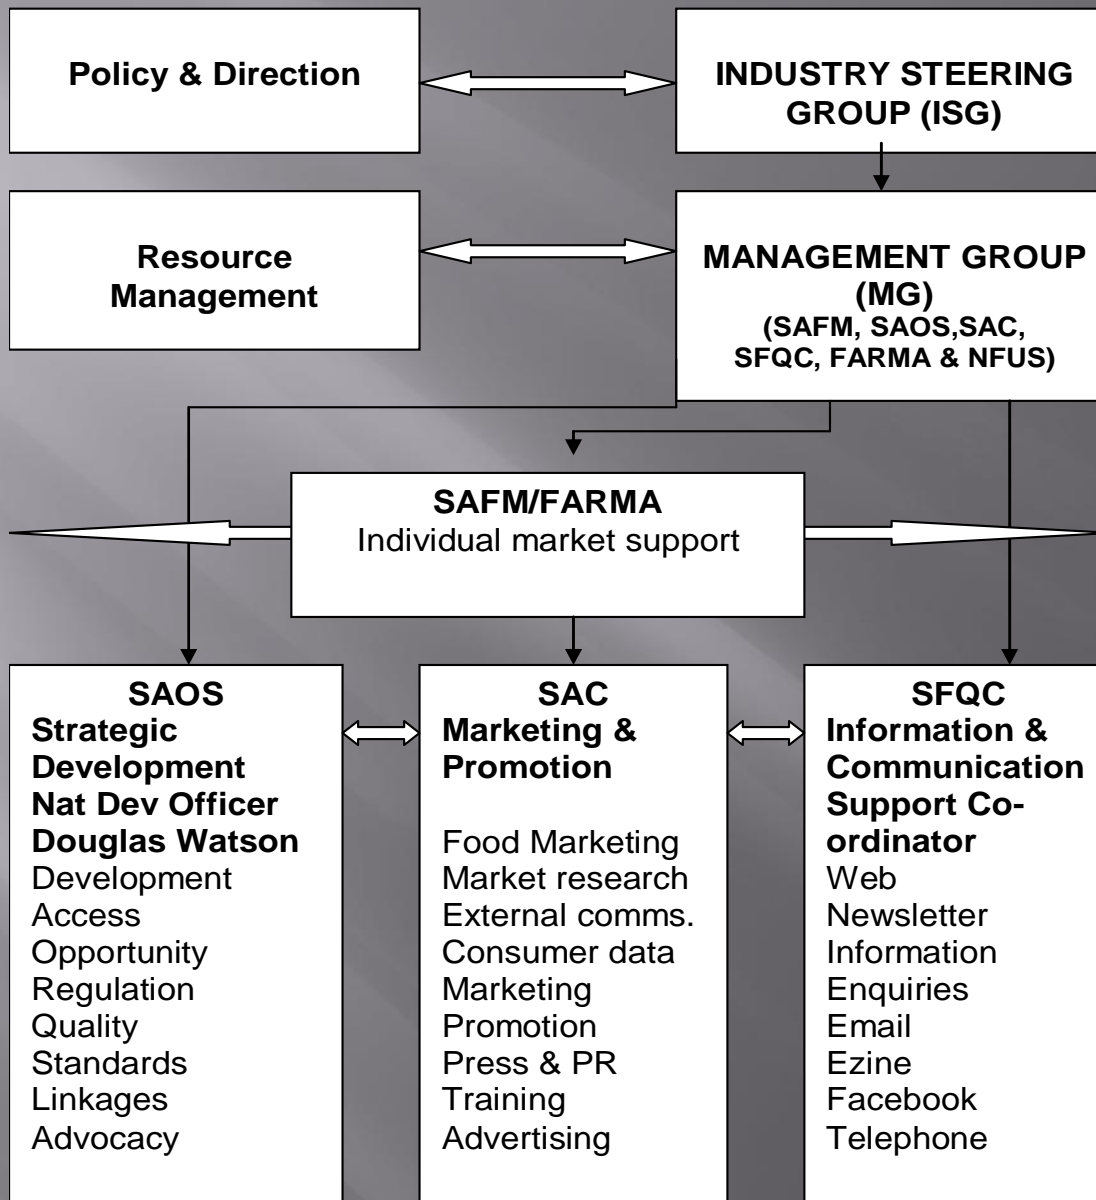 Policy & Direction
INDUSTRY STEERING
GROUP (ISG)
Resource
Management
MANAGEMENT GROUP
(MG)
(SAFM, SAOS,SAC,
SFQC, FARMA & NFUS)
SAFM/FARMA
Individual market support
SAOS
Strategic
Development
Nat Dev Officer
Douglas Watson
Development
Access
Opportunity
Regulation
Quality
Standards
Linkages
Advocacy
SAC
Marketing &
Promotion
Food Marketing
Market research
External comms.
Consumer data
Marketing
Promotion
Press & PR
Training
Advertising
SFQC
Information &
Communication
Support Co-
ordinator
Web
Newsletter
Information
Enquiries
Email
Ezine
Facebook
Telephone